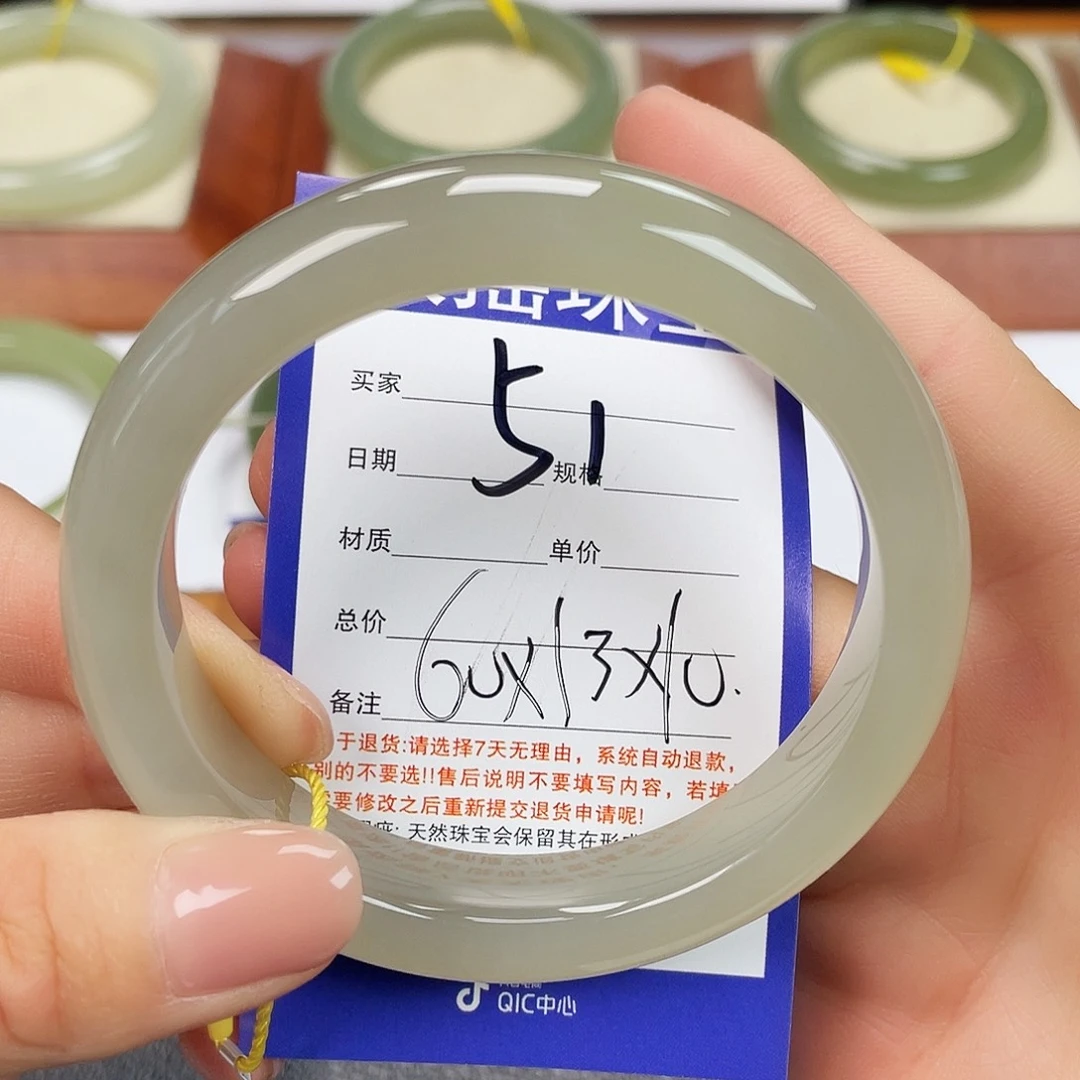 买家
51
日期 规格
材质 单价
总价
60x13x10.
备注
于退货:请选择7天无理由，系统自动退款，
别的不要选!!售后说明不要填写内容，若填
要修改之后重新提交退货申请呢!
天然珠宝会保留其在形成
QIC中心